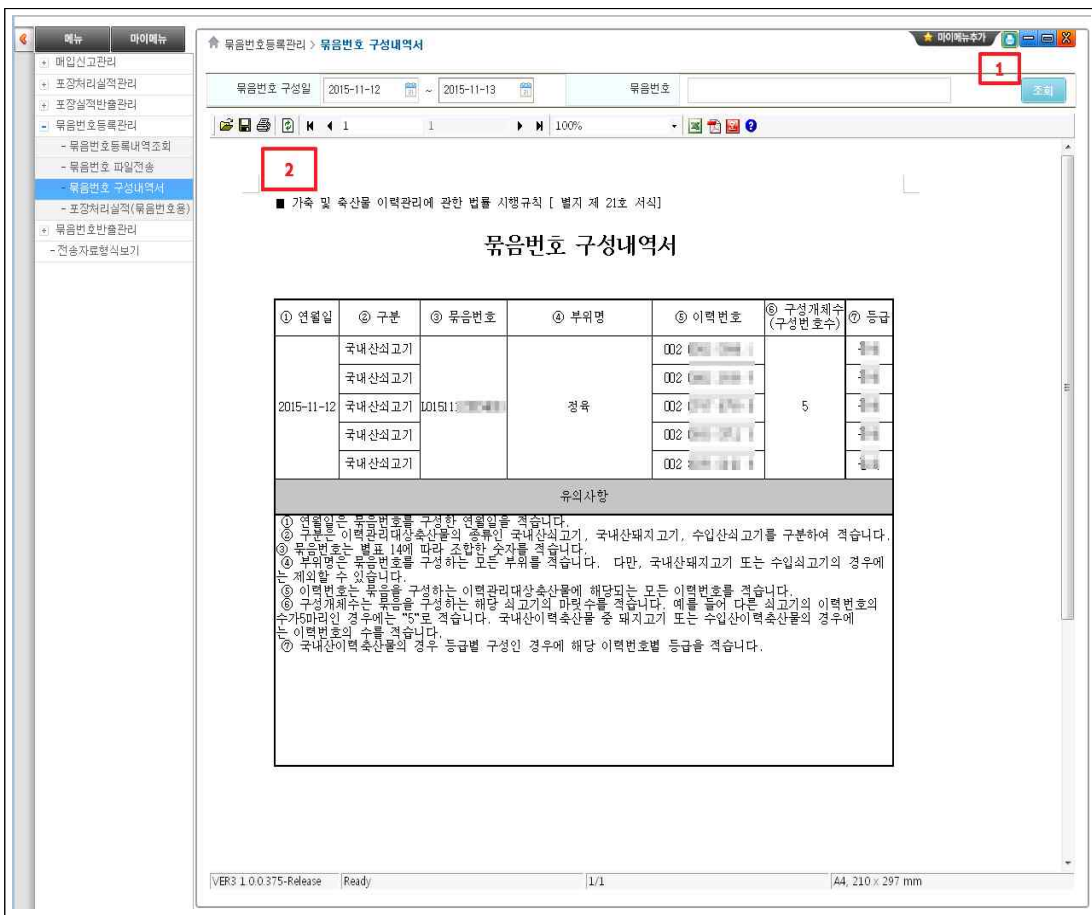 메뉴
마이메뉴
매입신고관리
포장처리실적관리
포장실적반출관리
묶음번호등록관리
- 묶음번호등록내역조회
- 묶음번호 파일전송
- 묶음번호 구성내역서
- 포장처리실적(묶음번호용)
묶음번호반출관리
- 전송자료형식보기
묶음번호등록관리 > 묶음번호 구성내역서
마이메뉴추가
1
묶음번호 구성일 2015-11-12 ~ 2015-11-13 묶음번호 조회
1 1 100%
2
■ 가축 및 축산물 이력관리에 관한 법률 시행규칙 [ 별지 제 21호 서식]
묶음번호 구성내역서
① 연월일 ② 구분 ③ 묶음번호 ④ 부위명 ⑤ 이력번호 ⑥ 구성개체수 (구성번호수) ⑦ 등급
국내산쇠고기 002
국내산쇠고기 002
2015-11-12 국내산쇠고기 정육 002 5
국내산쇠고기 002
국내산쇠고기 002
유의사항
① 연월일은 묶음번호를 구성한 연월일을 적습니다.
② 구분은 이력관리대상축산물의 종류인 국내산쇠고기, 국내산돼지고기, 수입산쇠고기를 구분하여 적습니다.
③ 묶음번호는 별표 14에 따라 조합한 숫자를 적습니다.
④ 부위명은 묶음번호를 구성하는 모든 부위를 적습니다. 다만, 국내산돼지고기 또는 수입쇠고기의 경우에
는 제외할 수 있습니다.
⑤ 이력번호는 묶음을 구성하는 이력관리대상축산물에 해당되는 모든 이력번호를 적습니다.
⑥ 구성개체수는 묶음을 구성하는 해당 쇠고기의 마릿수를 적습니다. 예를 들어 다른 쇠고기의 이력번호의
수가5마리인 경우에는 "5"로 적습니다. 국내산이력축산물 중 돼지고기 또는 수입산이력축산물의 경우에
는 이력번호의 수를 적습니다.
⑦ 국내산이력축산물의 경우 등급별 구성인 경우에 해당 이력번호별 등급을 적습니다.
VER3 1.0.0.375-Release Ready 1/1 A4, 210 x 297 mm